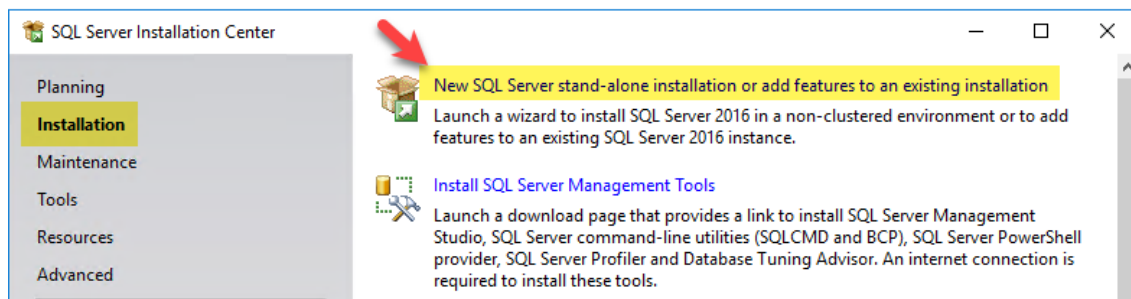 SQL Server Installation Center
Planning
Installation
Maintenance
Tools
Resources
Advanced
New SQL Server stand-alone installation or add features to an existing installation
Launch a wizard to install SQL Server 2016 in a non-clustered environment or to add
features to an existing SQL Server 2016 instance.
Install SQL Server Management Tools
Launch a download page that provides a link to install SQL Server Management
Studio, SQL Server command-line utilities (SQLCMD and BCP), SQL Server PowerShell
provider, SQL Server Profiler and Database Tuning Advisor. An internet connection is
required to install these tools.